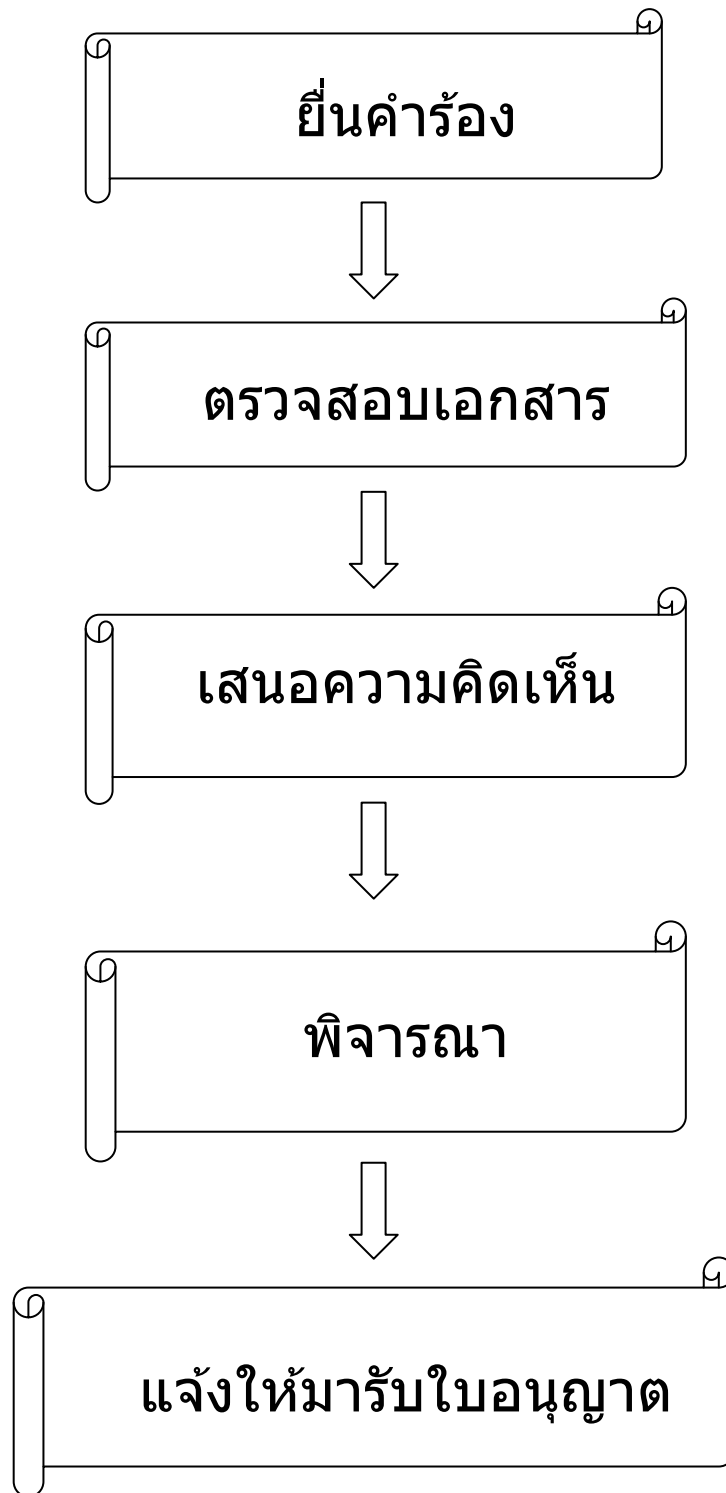 ยื่นคำร้อง
ตรวจสอบเอกสาร
เสนอความคิดเห็น
พิจารณา
แจ้งให้มารับใบอนุญาต